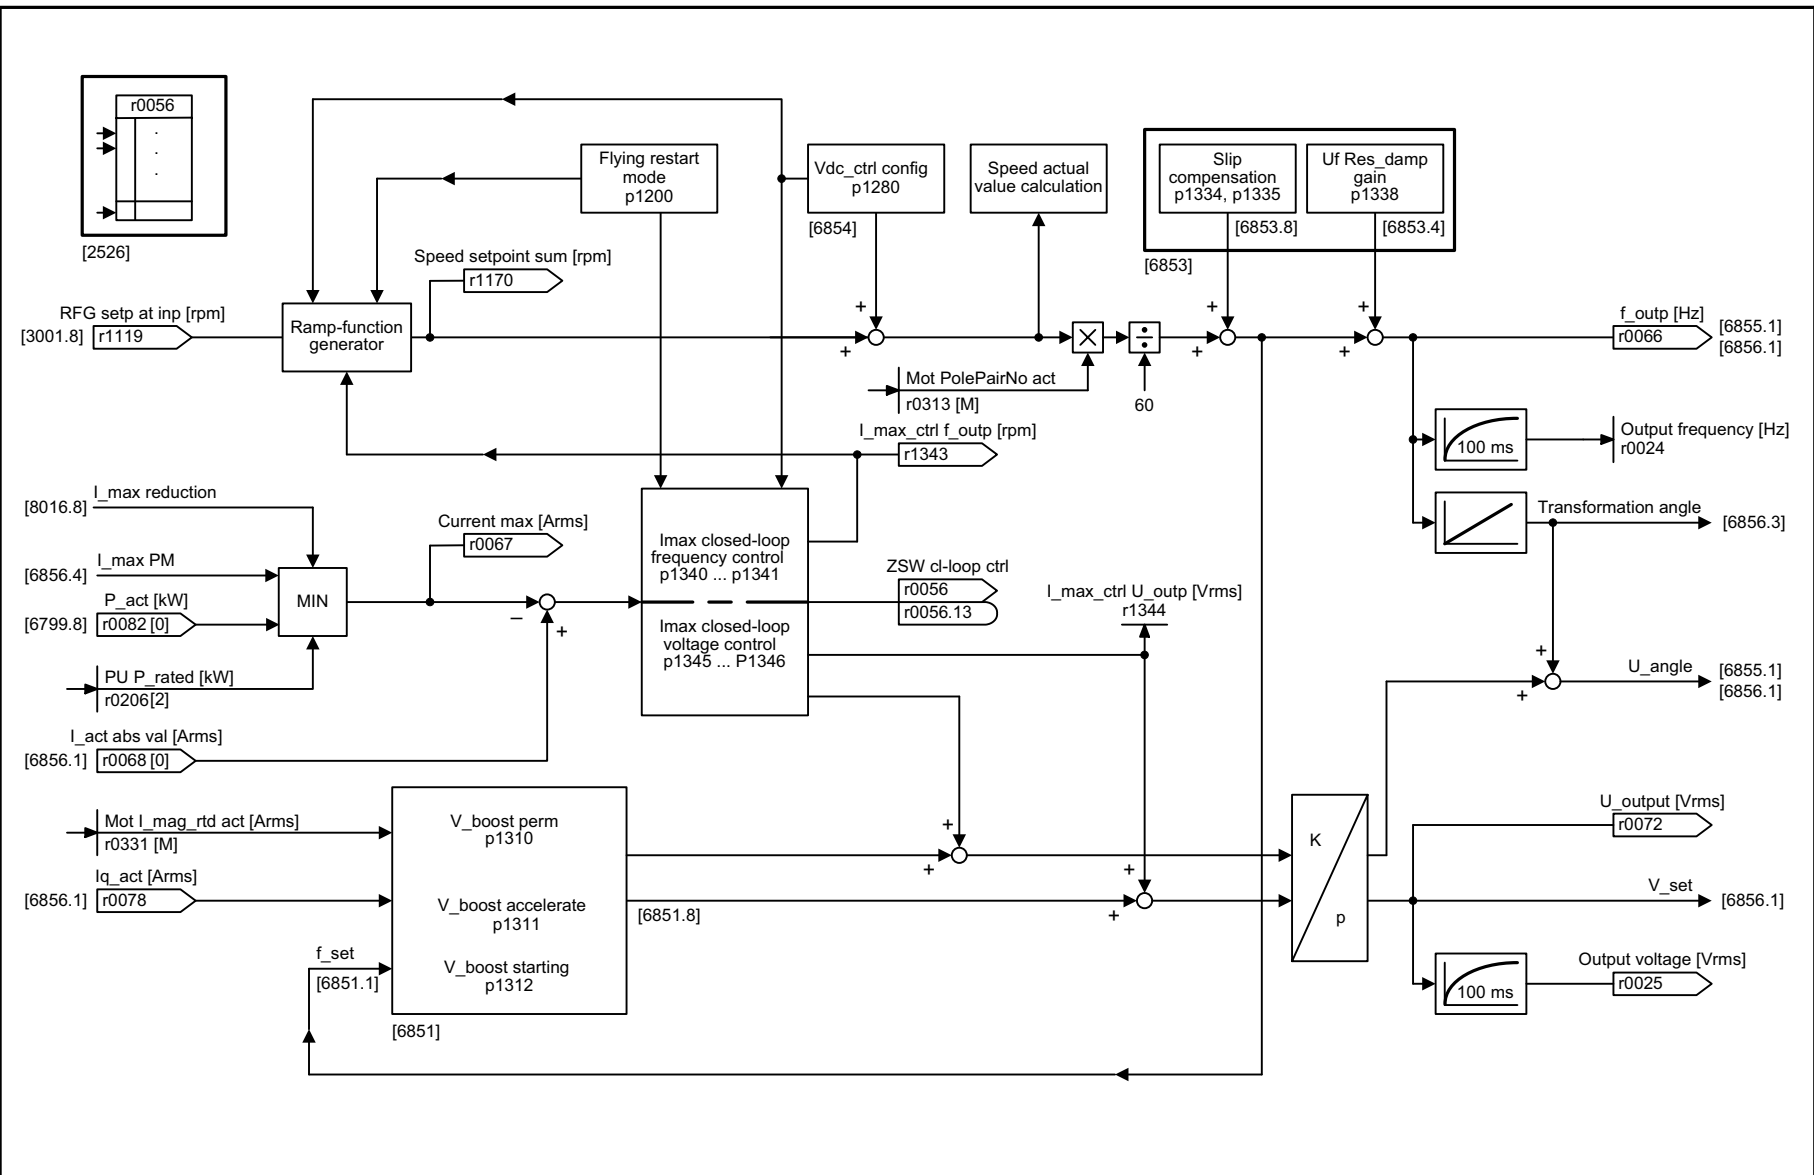 r0056
[2526]
Flying restart
mode
p1200
Vdc_ctrl config
p1280
[6854]
Speed actual
value calculation
Slip
compensation
p1334, p1335
[6853.8]
Uf Res_damp
gain
p1338
[6853.4]
[6853]
Speed setpoint sum [rpm]
r1170
RFG setp at inp [rpm]
[3001.8] r1119
Ramp-function
generator
+
+
Mot PolePairNo act
r0313 [M]
60
+
+
+
+
f_outp [Hz]
r0066
[6855.1]
[6856.1]
100 ms
Output frequency [Hz]
r0024
I_max_ctrl f_outp [rpm]
r1343
Transformation angle
[6856.3]
I_max reduction
[8016.8]
I_max PM
[6856.4]
P_act [kW]
[6799.8] r0082 [0]
PU P_rated [kW]
r0206[2]
MIN
Current max [Arms]
r0067
−
+
I_act abs val [Arms]
[6856.1] r0068 [0]
Imax closed-loop
frequency control
p1340 ... p1341
Imax closed-loop
voltage control
p1345 ... P1346
ZSW cl-loop ctrl
r0056
r0056.13
I_max_ctrl U_outp [Vrms]
r1344
+
+
U_angle
[6855.1]
[6856.1]
Mot I_mag_rtd act [Arms]
r0331 [M]
Iq_act [Arms]
[6856.1] r0078
f_set
[6851.1]
V_boost perm
p1310
V_boost accelerate
p1311
V_boost starting
p1312
[6851]
[6851.8]
+
+
+
+
K
p
U_output [Vrms]
r0072
V_set
[6856.1]
100 ms
Output voltage [Vrms]
r0025